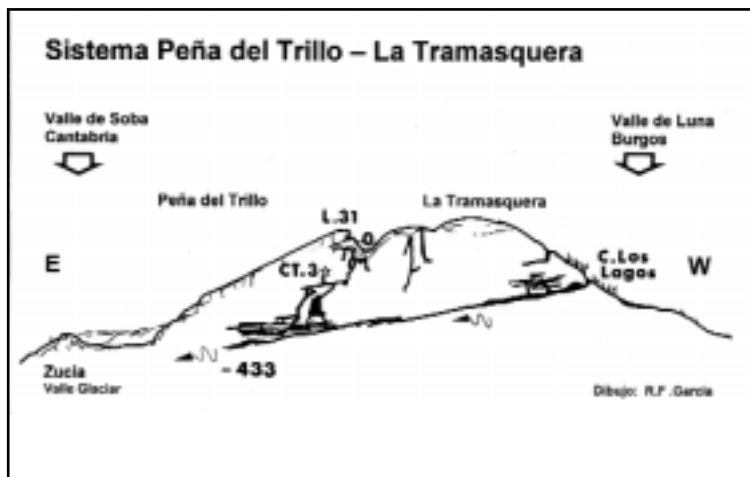 Sistema Peña del Trillo – La Tramasquera
Valle de Soba
Cantabria
Valle de Luna
Burgos
Peña del Trillo
La Tramasquera
L.31
0
E
CT.3
C.Los
Lagos
W
- 433
Zucia
Valle Glaciar
Dibujo: R.F.Garcia